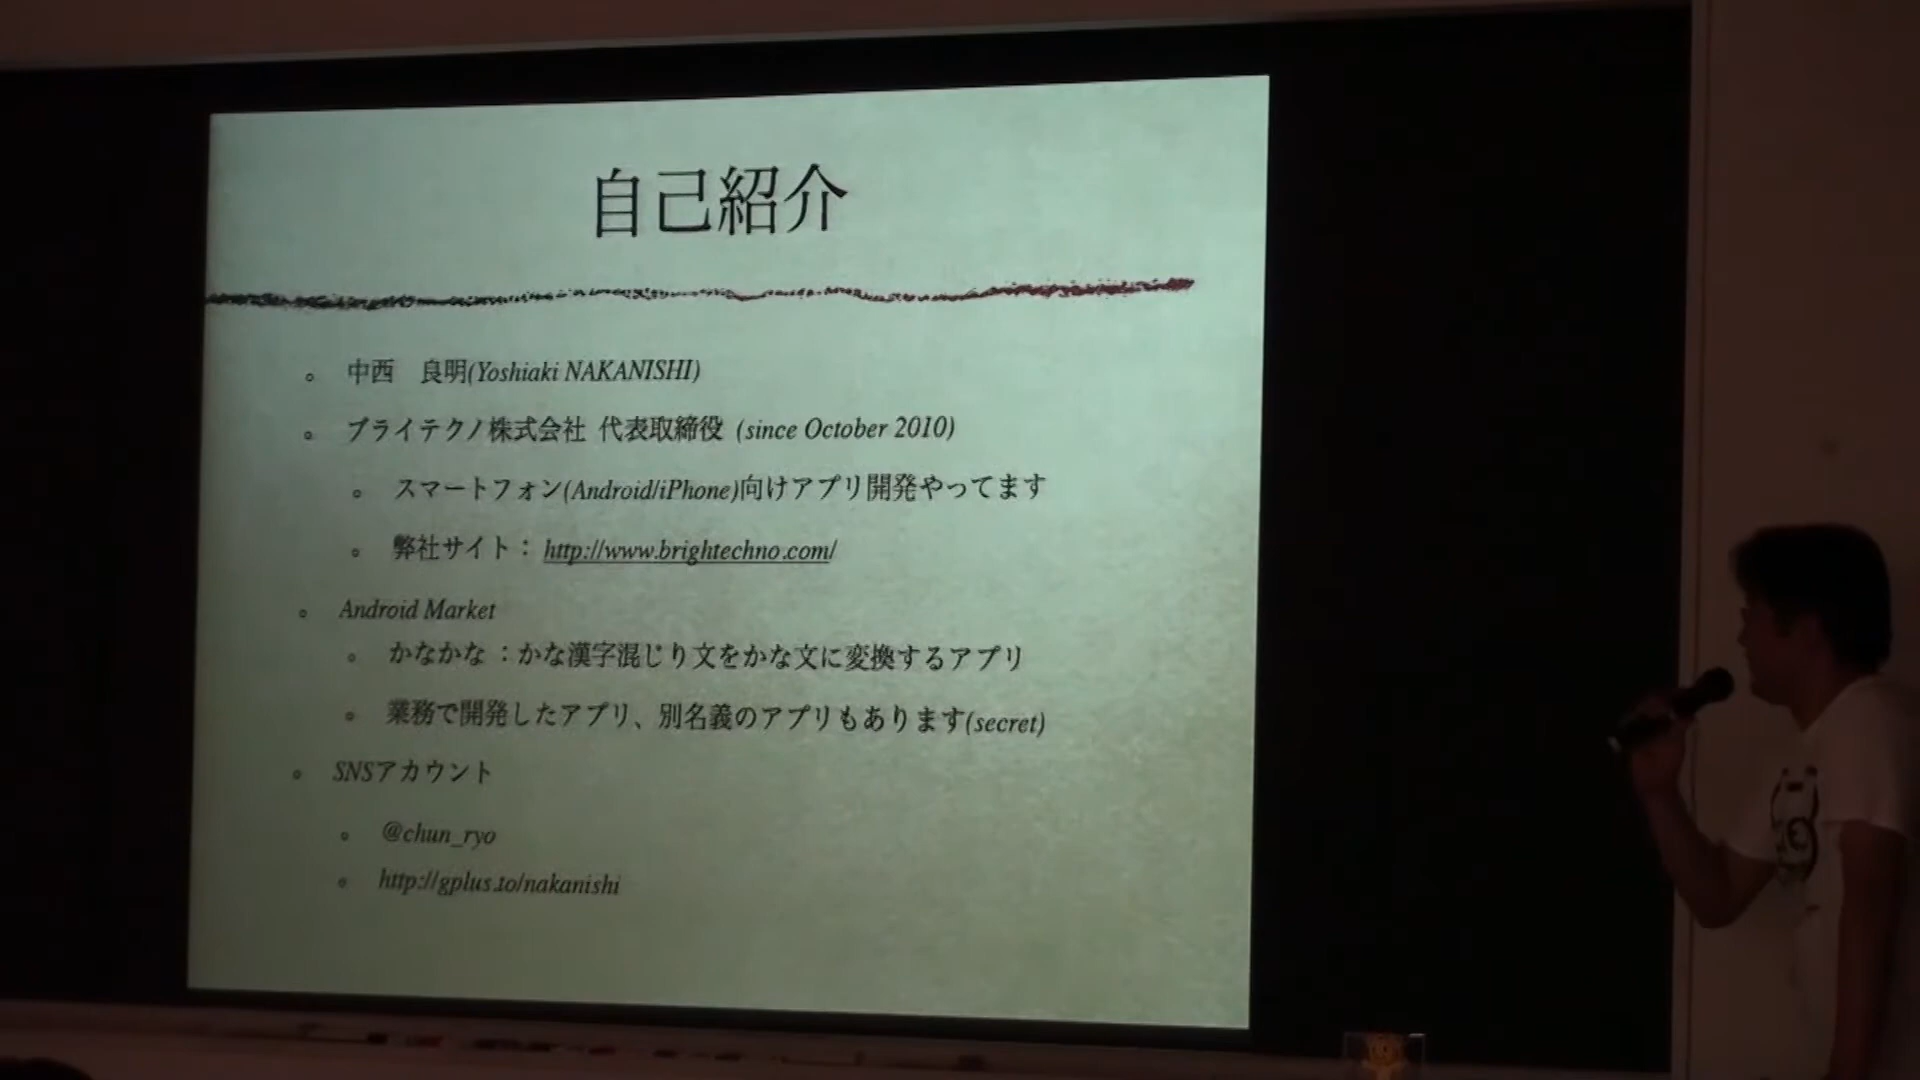 自己紹介
中西　良明(Yoshiaki NAKANISHI)
ブライテクノ株式会社 代表取締役 (since October 2010)
スマートフォン(Android/iPhone)向けアプリ開発やってます
弊社サイト： http://www.brightechno.com/
Android Market
かなかな：かな漢字混じり文をかな文に変換するアプリ
業務で開発したアプリ、別名義のアプリもあります(secret)
SNSアカウント
@chun_ryo
http://gplus.to/nakanishi